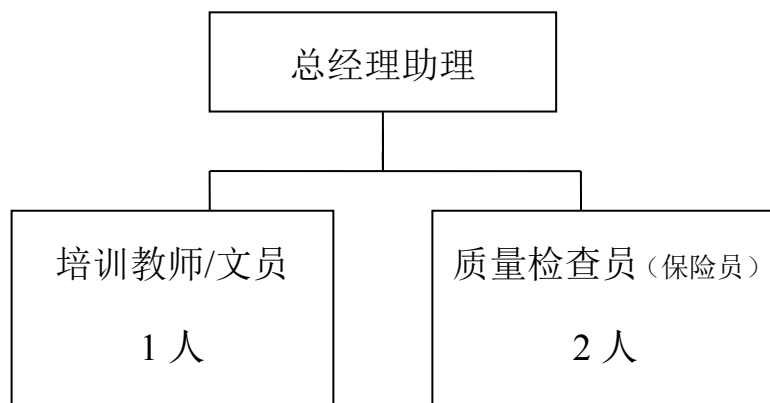 总经理助理
培训教师/文员
1人
质量检查员（保险员）
2人